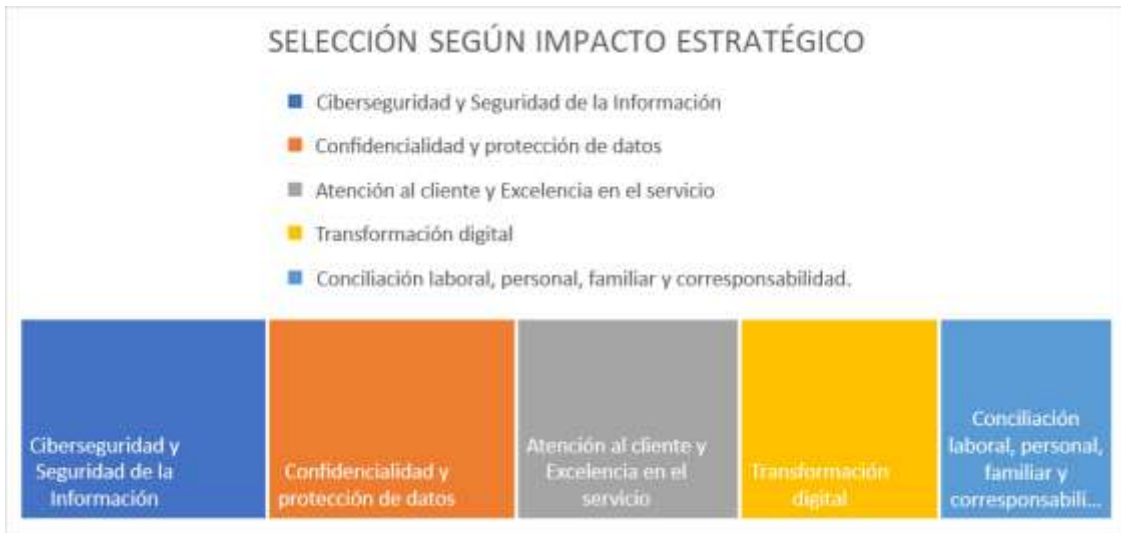 SELECCIÓN SEGÚN IMPACTO ESTRATÉGICO
Ciberseguridad y Seguridad de la Información
Confidencialidad y protección de datos
Atención al cliente y Excelencia en el servicio
Transformación digital
Conciliación laboral, personal, familiar y corresponsabilidad.
Ciberseguridad y
Seguridad de la
Información
Confidencialidad y
protección de datos
Atención al cliente y
Excelencia en el
servicio
Transformación
digital
Conciliación
laboral, personal,
familiar y
corresponsabili...